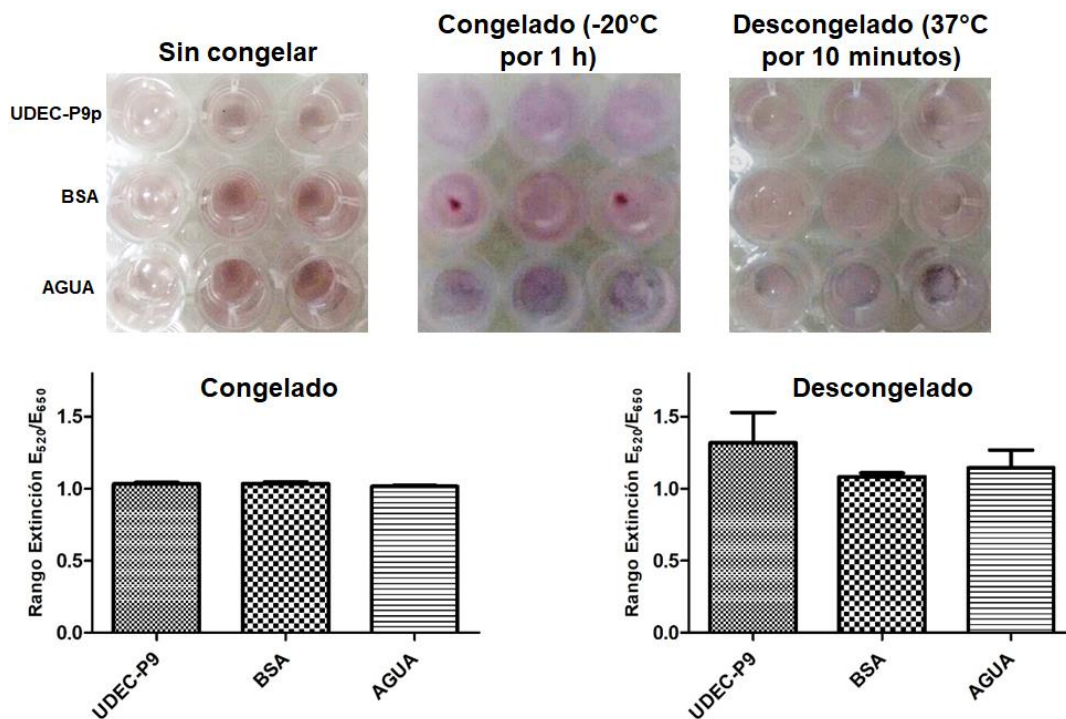 Sin congelar
Congelado (-20°C
por 1 h)
Descongelado (37°C
por 10 minutos)
UDEC-P9p
BSA
AGUA
Congelado
Rango Extinción E520/E650
1.5
1.0
0.5
0.0
UDEC-P9
BSA
AGUA
Descongelado
Rango Extinción E520/E650
1.5
1.0
0.5
0.0
UDEC-P9
BSA
AGUA